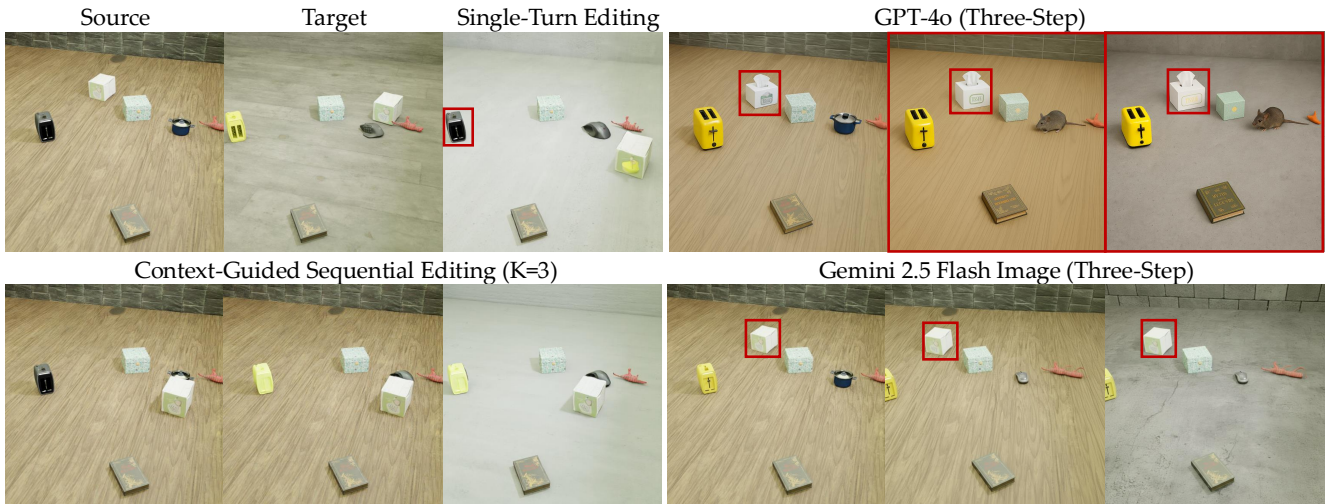 Source
Target
Single-Turn Editing
GPT-4o (Three-Step)
Context-Guided Sequential Editing (K=3)
Gemini 2.5 Flash Image (Three-Step)